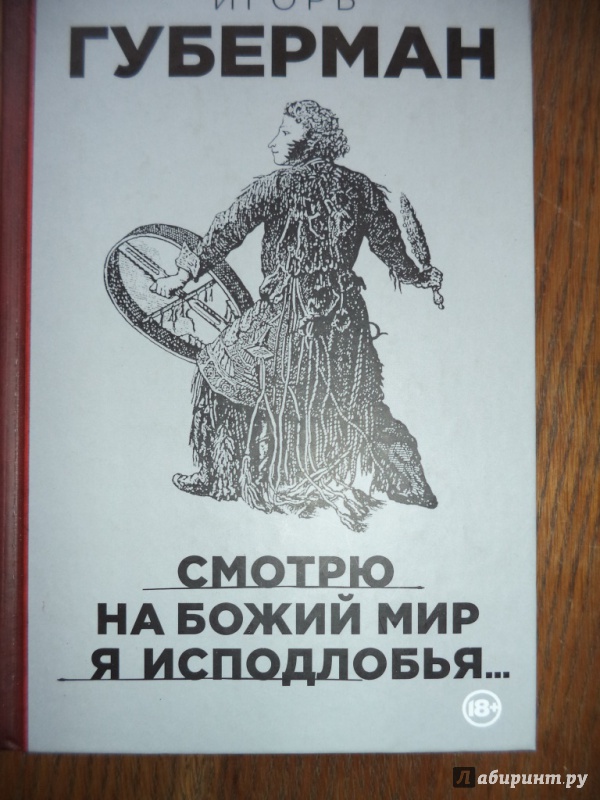 ИГОРЬ
ГУБЕРМАН
СМОТРЮ
НА БОЖИЙ МИР
Я ИСПОДЛОБЬЯ...
18+
Лабиринт.ру